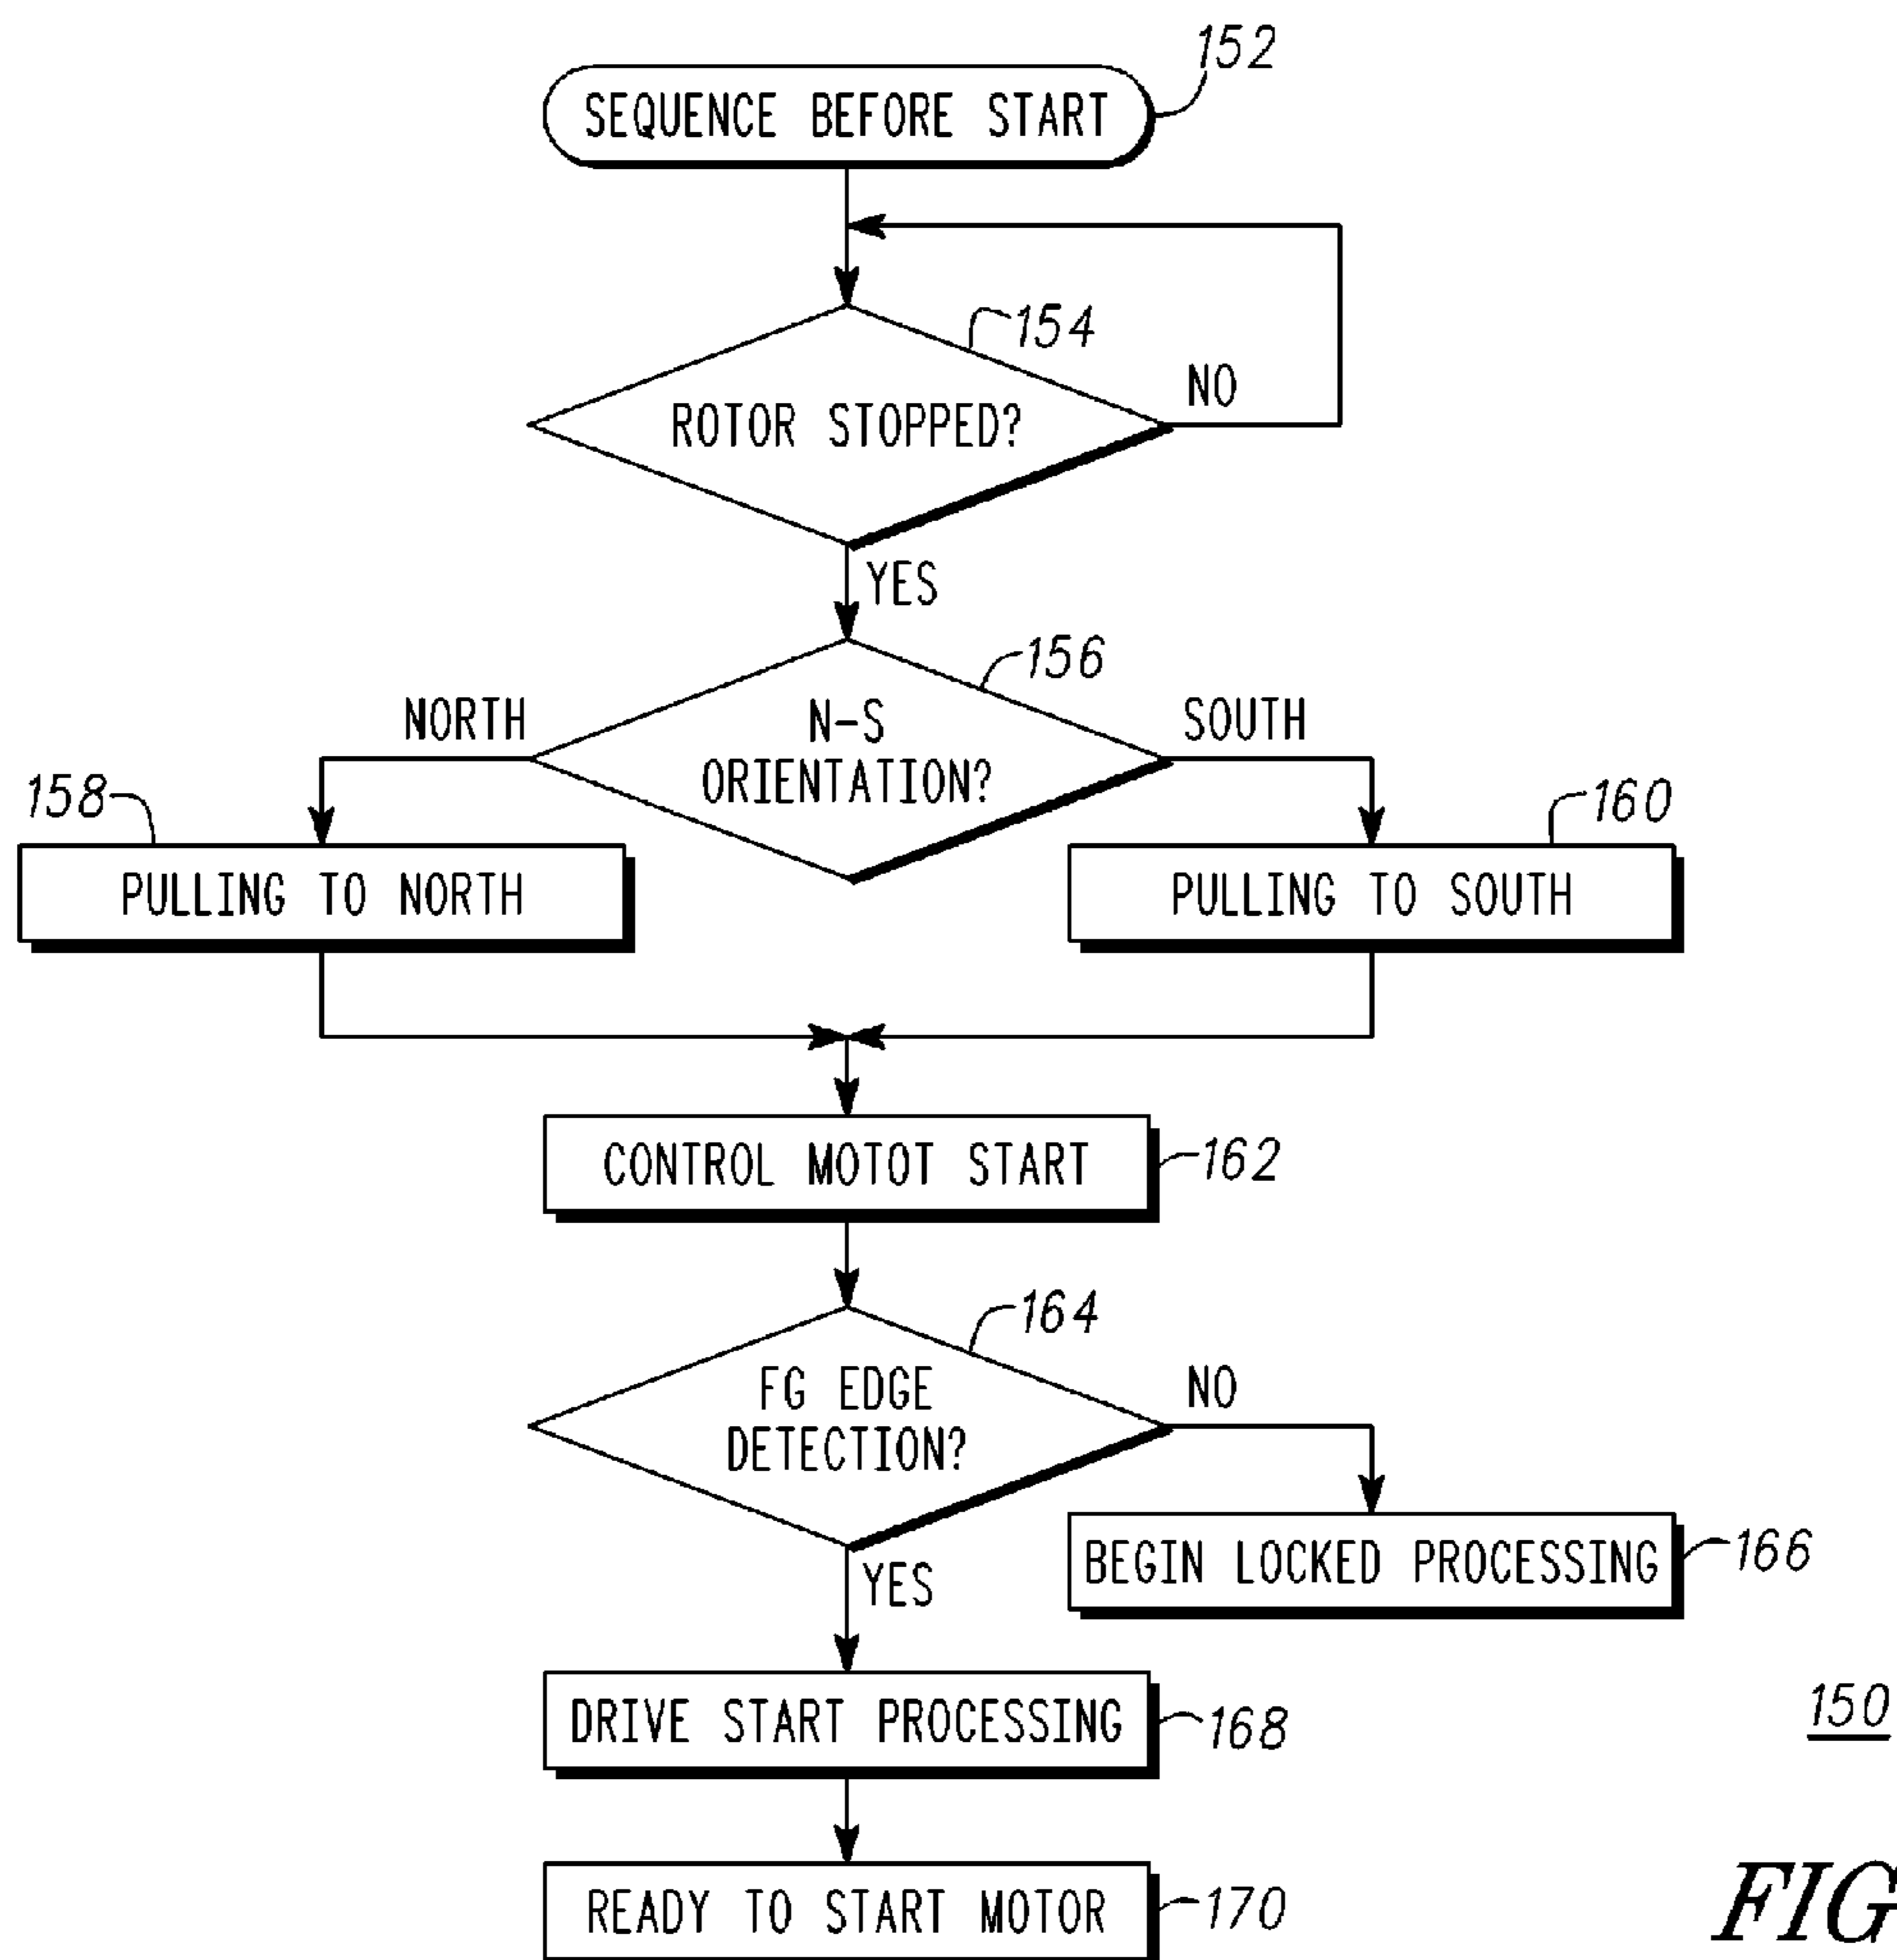 152
SEQUENCE BEFORE START
154
NO
ROTOR STOPPED?
YES
156
NORTH
N-S
ORIENTATION?
SOUTH
158
160
PULLING TO NORTH
PULLING TO SOUTH
CONTROL MOTOT START
162
164
FG EDGE
DETECTION?
NO
YES
BEGIN LOCKED PROCESSING
166
DRIVE START PROCESSING
168
150
READY TO START MOTOR
170
FIG